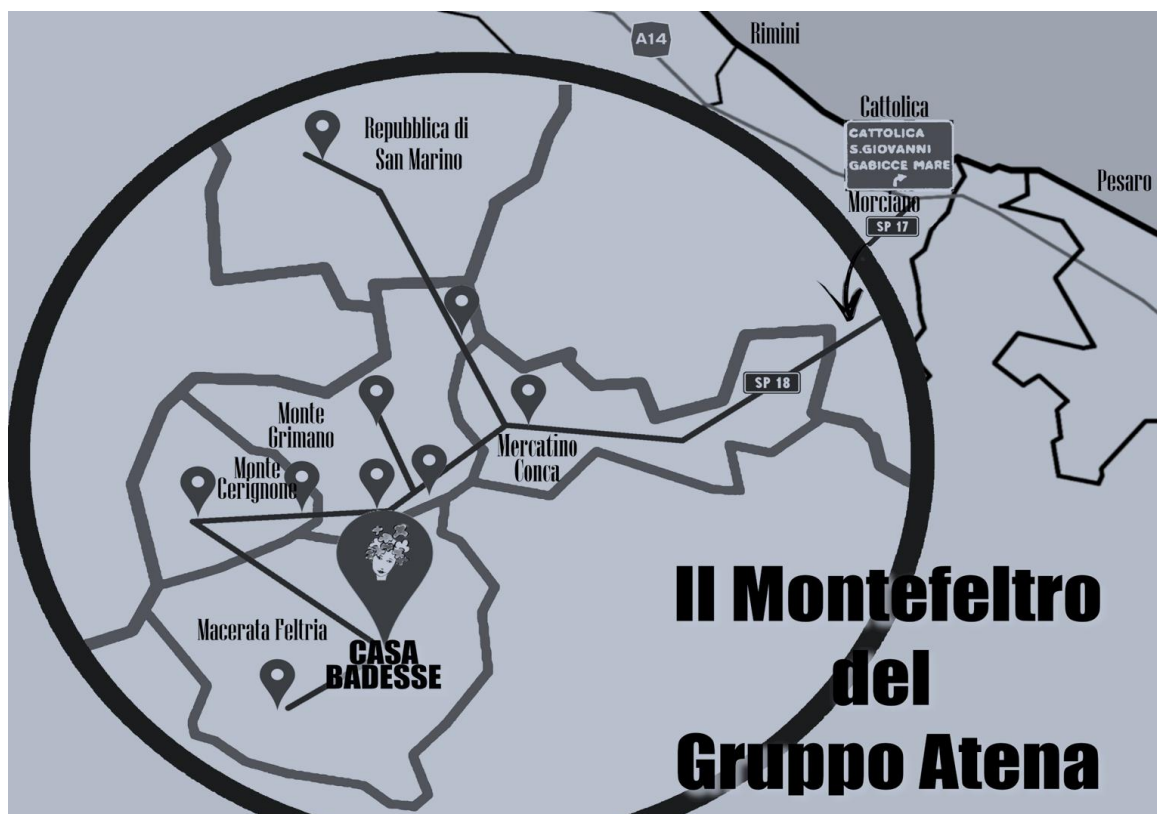 A14
Rimini
Cattolica
CATTOLICA
S.GIOVANNI
GABICCE MARE
Pesaro
Morciano
SP 17
Repubblica di
San Marino
SP 18
Monte
Grimano
Mercatino
Conca
Monte
Cerignone
Macerata Feltria
CASA
BADESSE
Il Montefeltro
del
Gruppo Atena